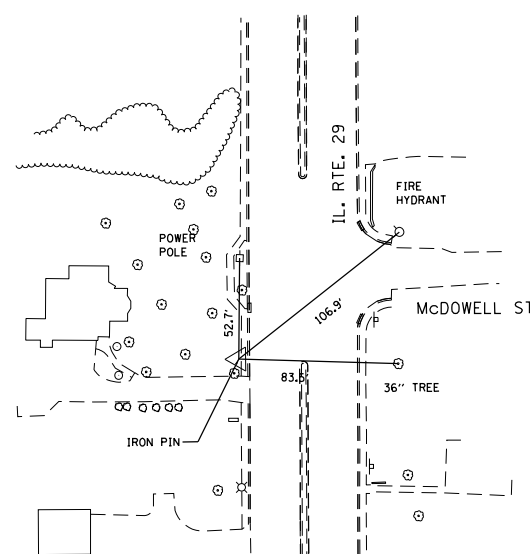 IL. RTE. 29
FIRE
HYDRANT
POWER
POLE
52.7'
106.9'
McDOWELL ST
83.5'
36" TREE
IRON PIN